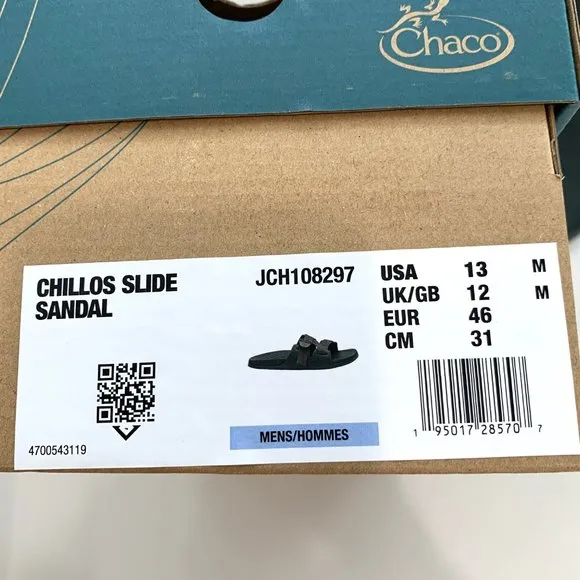 Chaco
CHILLOS SLIDE
SANDAL
JCH108297
USA 13 M
UK/GB 12 M
EUR 46
CM 31
MENS/HOMMES
4700543119
1 95017 28570 7